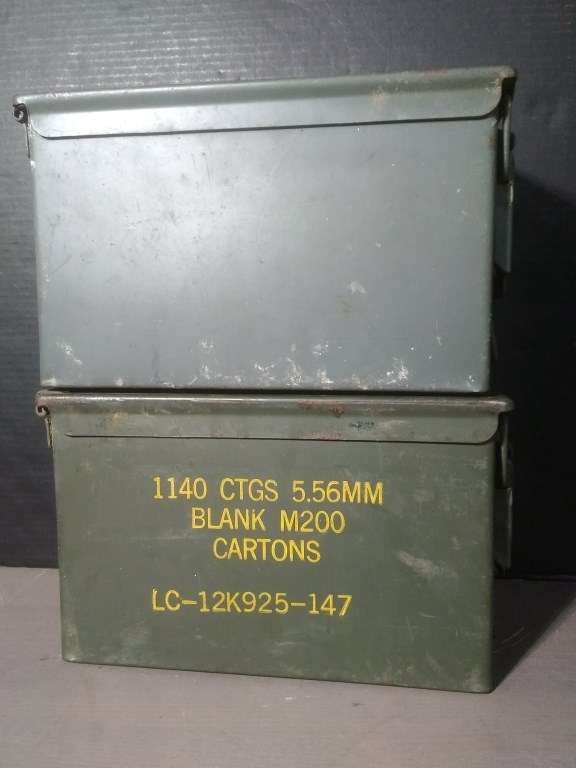 1140 CTGS 5.56MM
BLANK M200
CARTONS
LC-12K925-147